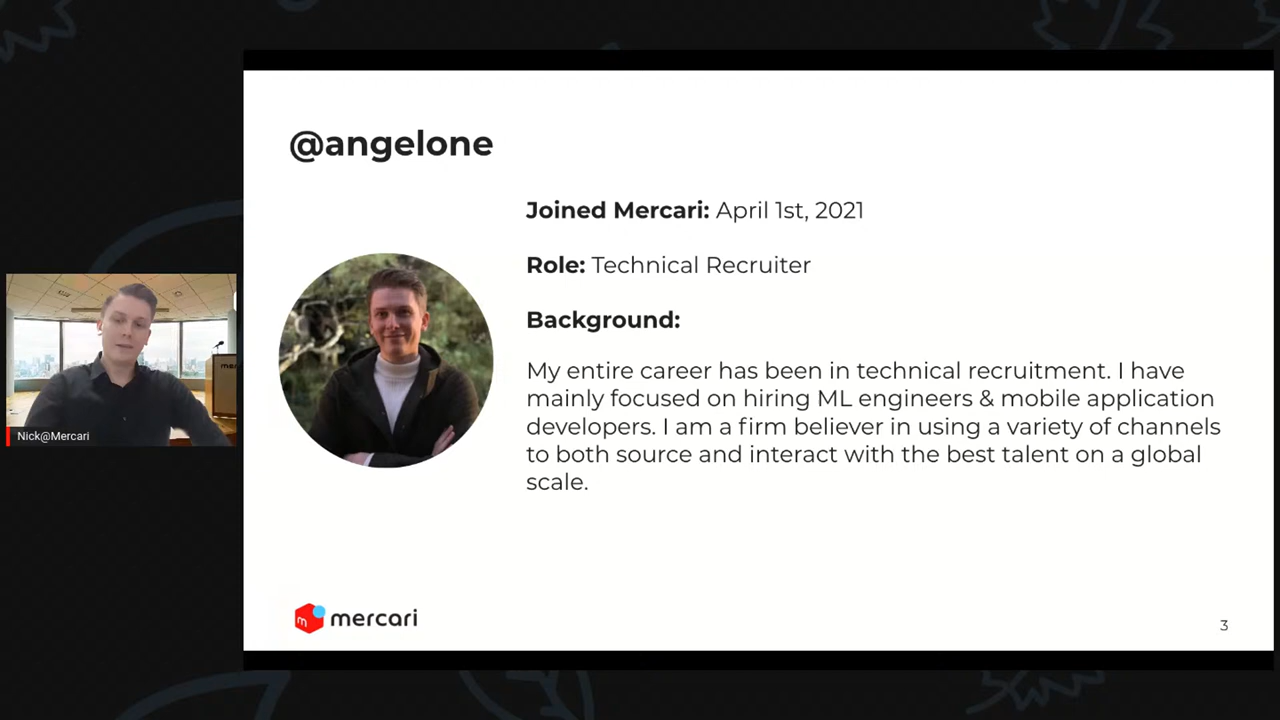 @angelone
Joined Mercari: April 1st, 2021
Role: Technical Recruiter
Background:
My entire career has been in technical recruitment. I have
mainly focused on hiring ML engineers & mobile application
developers. I am a firm believer in using a variety of channels
to both source and interact with the best talent on a global
scale.
Nick@Mercari
m mercari
3